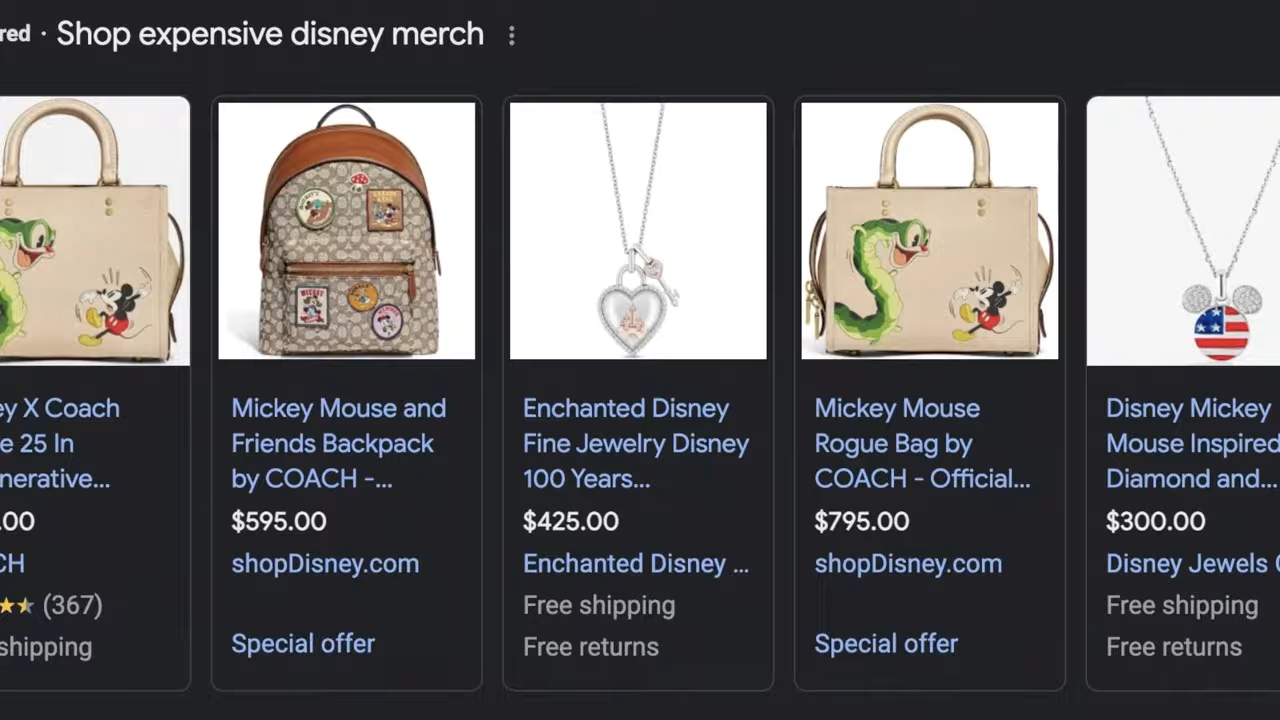 red · Shop expensive disney merch
ey X Coach
e 25 In
nerative...
.00
CH
(367)
shipping
Mickey Mouse and
Friends Backpack
by COACH -...
$595.00
shopDisney.com
Special offer
Enchanted Disney
Fine Jewelry Disney
100 Years...
$425.00
Enchanted Disney ...
Free shipping
Free returns
Mickey Mouse
Rogue Bag by
COACH - Official...
$795.00
shopDisney.com
Special offer
Disney Mickey
Mouse Inspired
Diamond and...
$300.00
Disney Jewels
Free shipping
Free returns